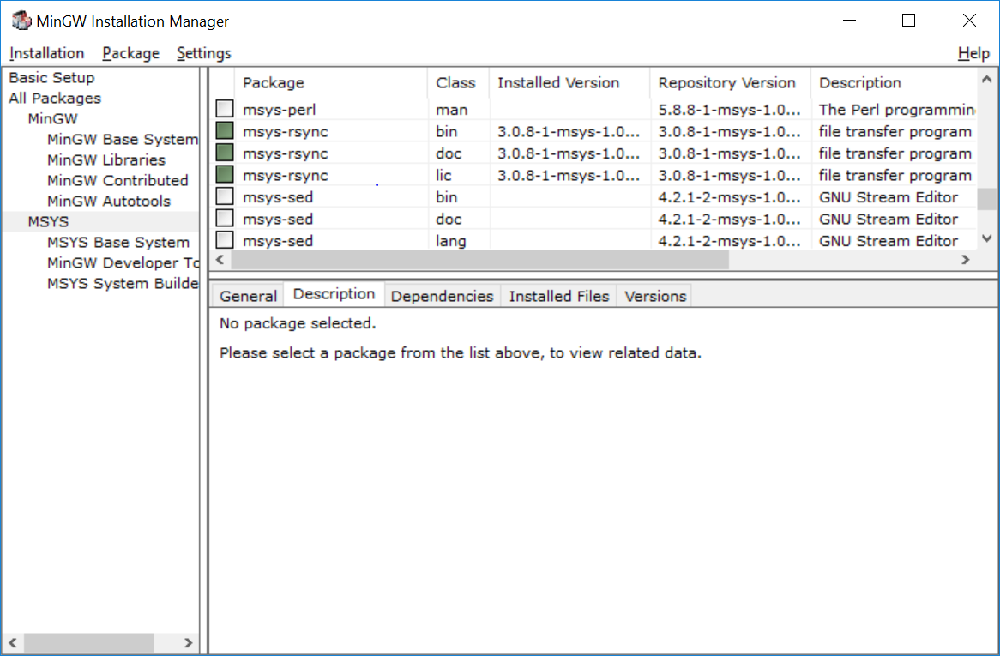 MinGW Installation Manager
Installation Package Settings Help
Basic Setup
All Packages
MinGW
MinGW Base System
MinGW Libraries
MinGW Contributed
MinGW Autotools
MSYS
MSYS Base System
MinGW Developer To
MSYS System Builde
Package Class Installed Version Repository Version Description
msys-perl man 5.8.8-1-msys-1.0... The Perl programmin
msys-rsync bin 3.0.8-1-msys-1.0... 3.0.8-1-msys-1.0... file transfer program
msys-rsync doc 3.0.8-1-msys-1.0... 3.0.8-1-msys-1.0... file transfer program
msys-rsync lic 3.0.8-1-msys-1.0... 3.0.8-1-msys-1.0... file transfer program
msys-sed bin 4.2.1-2-msys-1.0... GNU Stream Editor
msys-sed doc 4.2.1-2-msys-1.0... GNU Stream Editor
msys-sed lang 4.2.1-2-msys-1.0... GNU Stream Editor
General Description Dependencies Installed Files Versions
No package selected.
Please select a package from the list above, to view related data.